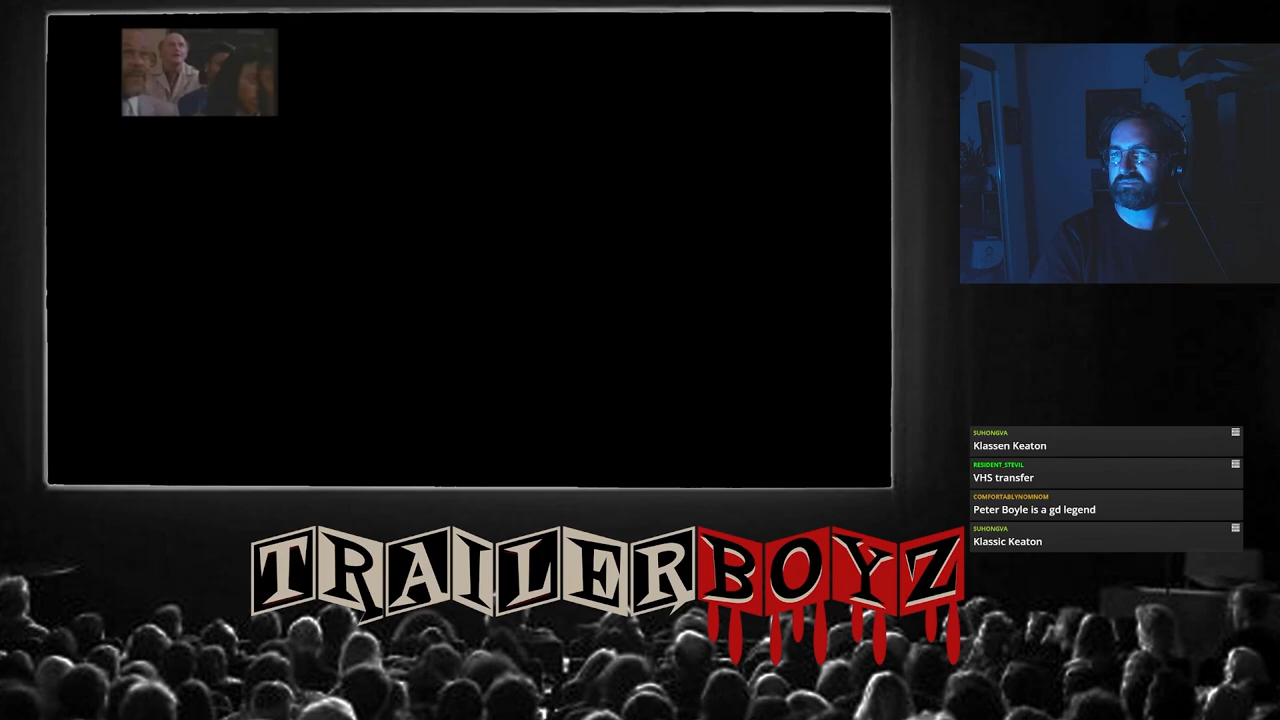 SUHONGVA
Klassen Keaton
RESIDENT_STEVIL
VHS transfer
COMFORTABLYNOMNOM
Peter Boyle is a gd legend
SUHONGVA
Klassic Keaton
TRAILERBOYZ